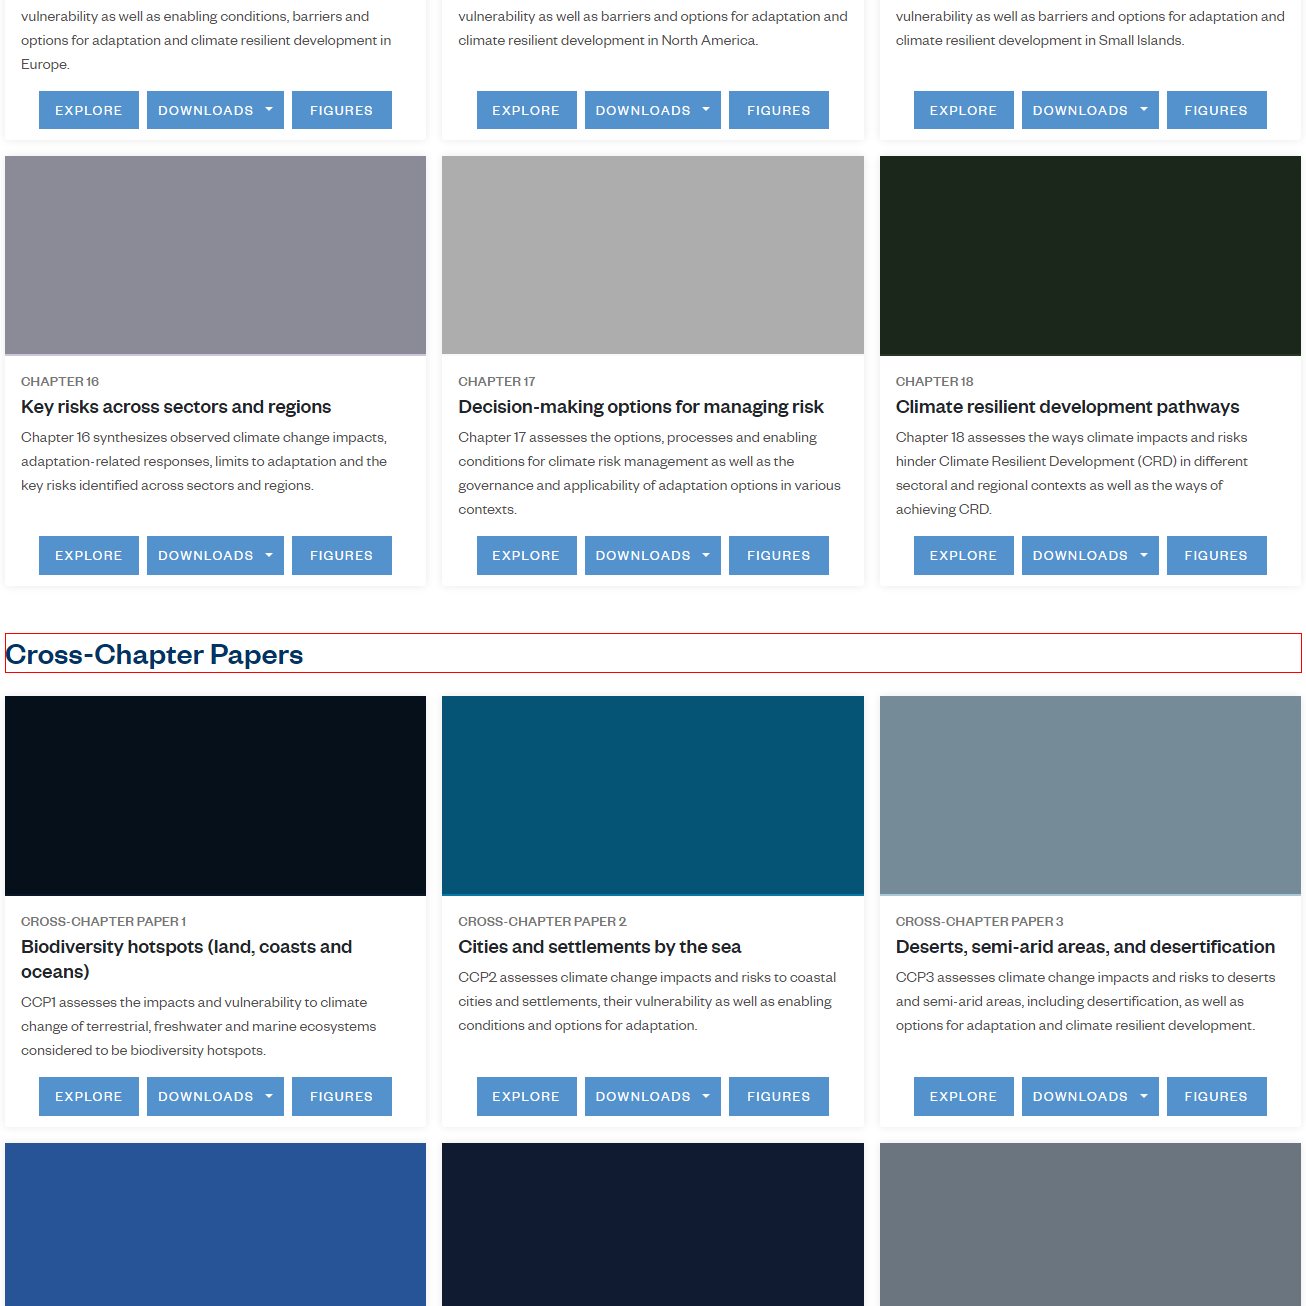 vulnerability as well as enabling conditions, barriers and
options for adaptation and climate resilient development in
Europe.
EXPLORE DOWNLOADS FIGURES
vulnerability as well as barriers and options for adaptation and
climate resilient development in North America.
EXPLORE DOWNLOADS FIGURES
vulnerability as well as barriers and options for adaptation and
climate resilient development in Small Islands.
EXPLORE DOWNLOADS FIGURES
CHAPTER 16
Key risks across sectors and regions
Chapter 16 synthesizes observed climate change impacts,
adaptation-related responses, limits to adaptation and the
key risks identified across sectors and regions.
EXPLORE DOWNLOADS FIGURES
CHAPTER 17
Decision-making options for managing risk
Chapter 17 assesses the options, processes and enabling
conditions for climate risk management as well as the
governance and applicability of adaptation options in various
contexts.
EXPLORE DOWNLOADS FIGURES
CHAPTER 18
Climate resilient development pathways
Chapter 18 assesses the ways climate impacts and risks
hinder Climate Resilient Development (CRD) in different
sectoral and regional contexts as well as the ways of
achieving CRD.
EXPLORE DOWNLOADS FIGURES
Cross-Chapter Papers
CROSS-CHAPTER PAPER 1
Biodiversity hotspots (land, coasts and
oceans)
CCP1 assesses the impacts and vulnerability to climate
change of terrestrial, freshwater and marine ecosystems
considered to be biodiversity hotspots.
EXPLORE DOWNLOADS FIGURES
CROSS-CHAPTER PAPER 2
Cities and settlements by the sea
CCP2 assesses climate change impacts and risks to coastal
cities and settlements, their vulnerability as well as enabling
conditions and options for adaptation.
EXPLORE DOWNLOADS FIGURES
CROSS-CHAPTER PAPER 3
Deserts, semi-arid areas, and desertification
CCP3 assesses climate change impacts and risks to deserts
and semi-arid areas, including desertification, as well as
options for adaptation and climate resilient development.
EXPLORE DOWNLOADS FIGURES